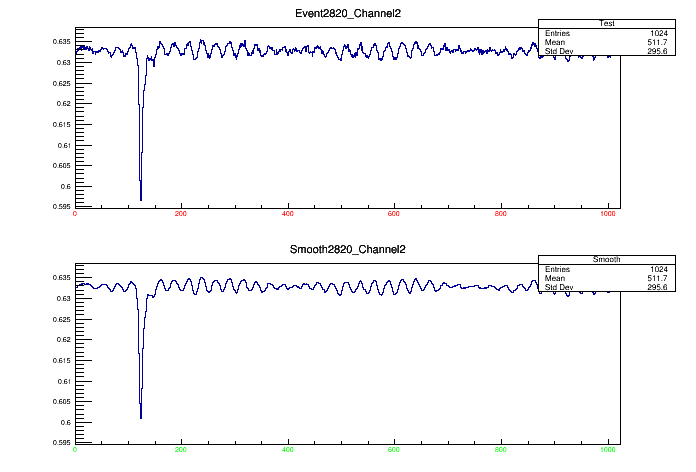 Event2820_Channel2
Test
Entries 1024
Mean 511.7
Std Dev 295.6
0.635
0.63
0.625
0.62
0.615
0.61
0.605
0.6
0.595
0 200 400 600 800 1000
Smooth2820_Channel2
Smooth
Entries 1024
Mean 511.7
Std Dev 295.6
0.635
0.63
0.625
0.62
0.615
0.61
0.605
0.6
0.595
0 200 400 600 800 1000